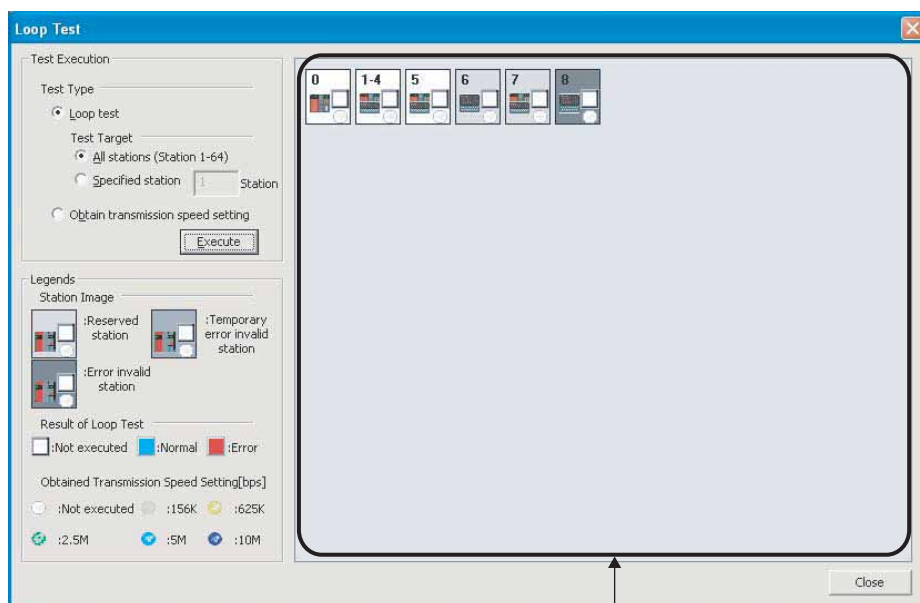 Loop Test
Test Execution
Test Type
Loop test
Test Target
All stations (Station 1-64)
Specified station 1 Station
Obtain transmission speed setting
Execute
Legends
Station Image
:Reserved station
:Temporary error invalid station
:Error invalid station
Result of Loop Test
:Not executed :Normal :Error
Obtained Transmission Speed Setting[bps]
:Not executed :156K :625K
:2.5M :5M :10M
0 1-4 5 6 7 8
Close